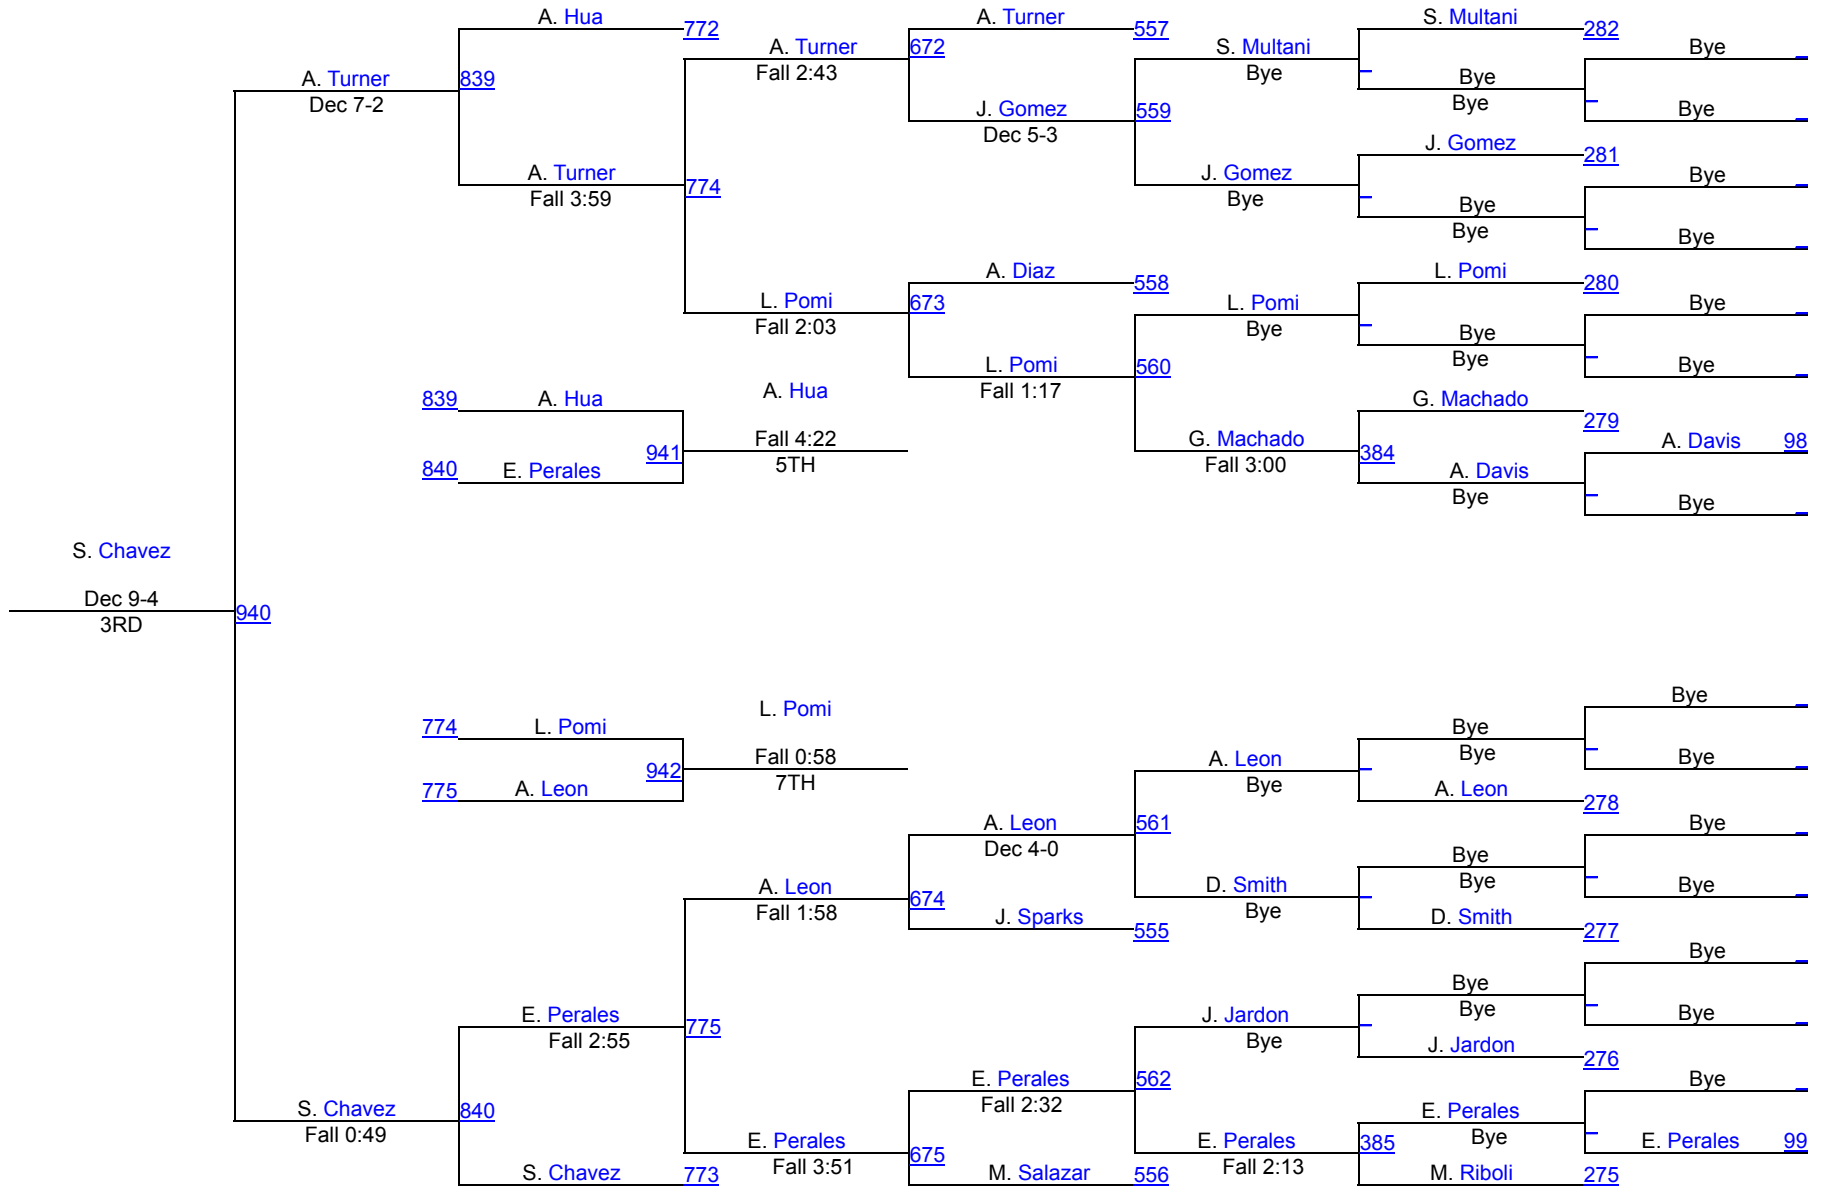 A. Hua
772
A. Turner
557
S. Multani
282
A. Turner
Fall 2:43
672
S. Multani
Bye
Bye
A. Turner
Dec 7-2
839
Bye
Bye
J. Gomez
Dec 5-3
559
Bye
J. Gomez
281
A. Turner
Fall 3:59
774
J. Gomez
Bye
Bye
Bye
Bye
Bye
A. Diaz
558
L. Pomi
280
L. Pomi
Fall 2:03
673
L. Pomi
Bye
Bye
Bye
Bye
L. Pomi
Fall 1:17
560
Bye
839
A. Hua
A. Hua
G. Machado
279
941
Fall 4:22
5TH
G. Machado
Fall 3:00
384
A. Davis
98
840
E. Perales
A. Davis
Bye
Bye
S. Chavez
Dec 9-4
3RD
940
Bye
774
L. Pomi
L. Pomi
Bye
Bye
942
Fall 0:58
7TH
A. Leon
Bye
Bye
775
A. Leon
A. Leon
278
A. Leon
Dec 4-0
561
Bye
Bye
Bye
A. Leon
Fall 1:58
674
D. Smith
Bye
Bye
J. Sparks
555
D. Smith
277
Bye
Bye
Bye
E. Perales
Fall 2:55
775
J. Jardon
Bye
Bye
J. Jardon
276
E. Perales
Fall 2:32
562
Bye
S. Chavez
Fall 0:49
840
E. Perales
Bye
E. Perales
Fall 3:51
675
E. Perales
Fall 2:13
385
E. Perales
99
S. Chavez
773
M. Salazar
556
M. Riboli
275